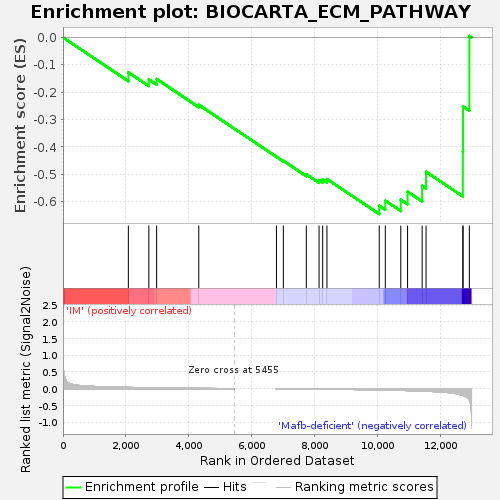 Enrichment plot: BIOCARTA_ECM_PATHWAY
Enrichment score (ES)
0.0
-0.1
-0.2
-0.3
-0.4
-0.5
-0.6
'IM' (positively correlated)
Ranked list metric (Signal2Noise)
2.5
2.0
1.5
1.0
0.5
0.0
-0.5
-1.0
Zero cross at 5455
'Mafb-deficient' (negatively correlated)
0 2,000 4,000 6,000 8,000 10,000 12,000
Rank in Ordered Dataset
Enrichment profile Hits Ranking metric scores